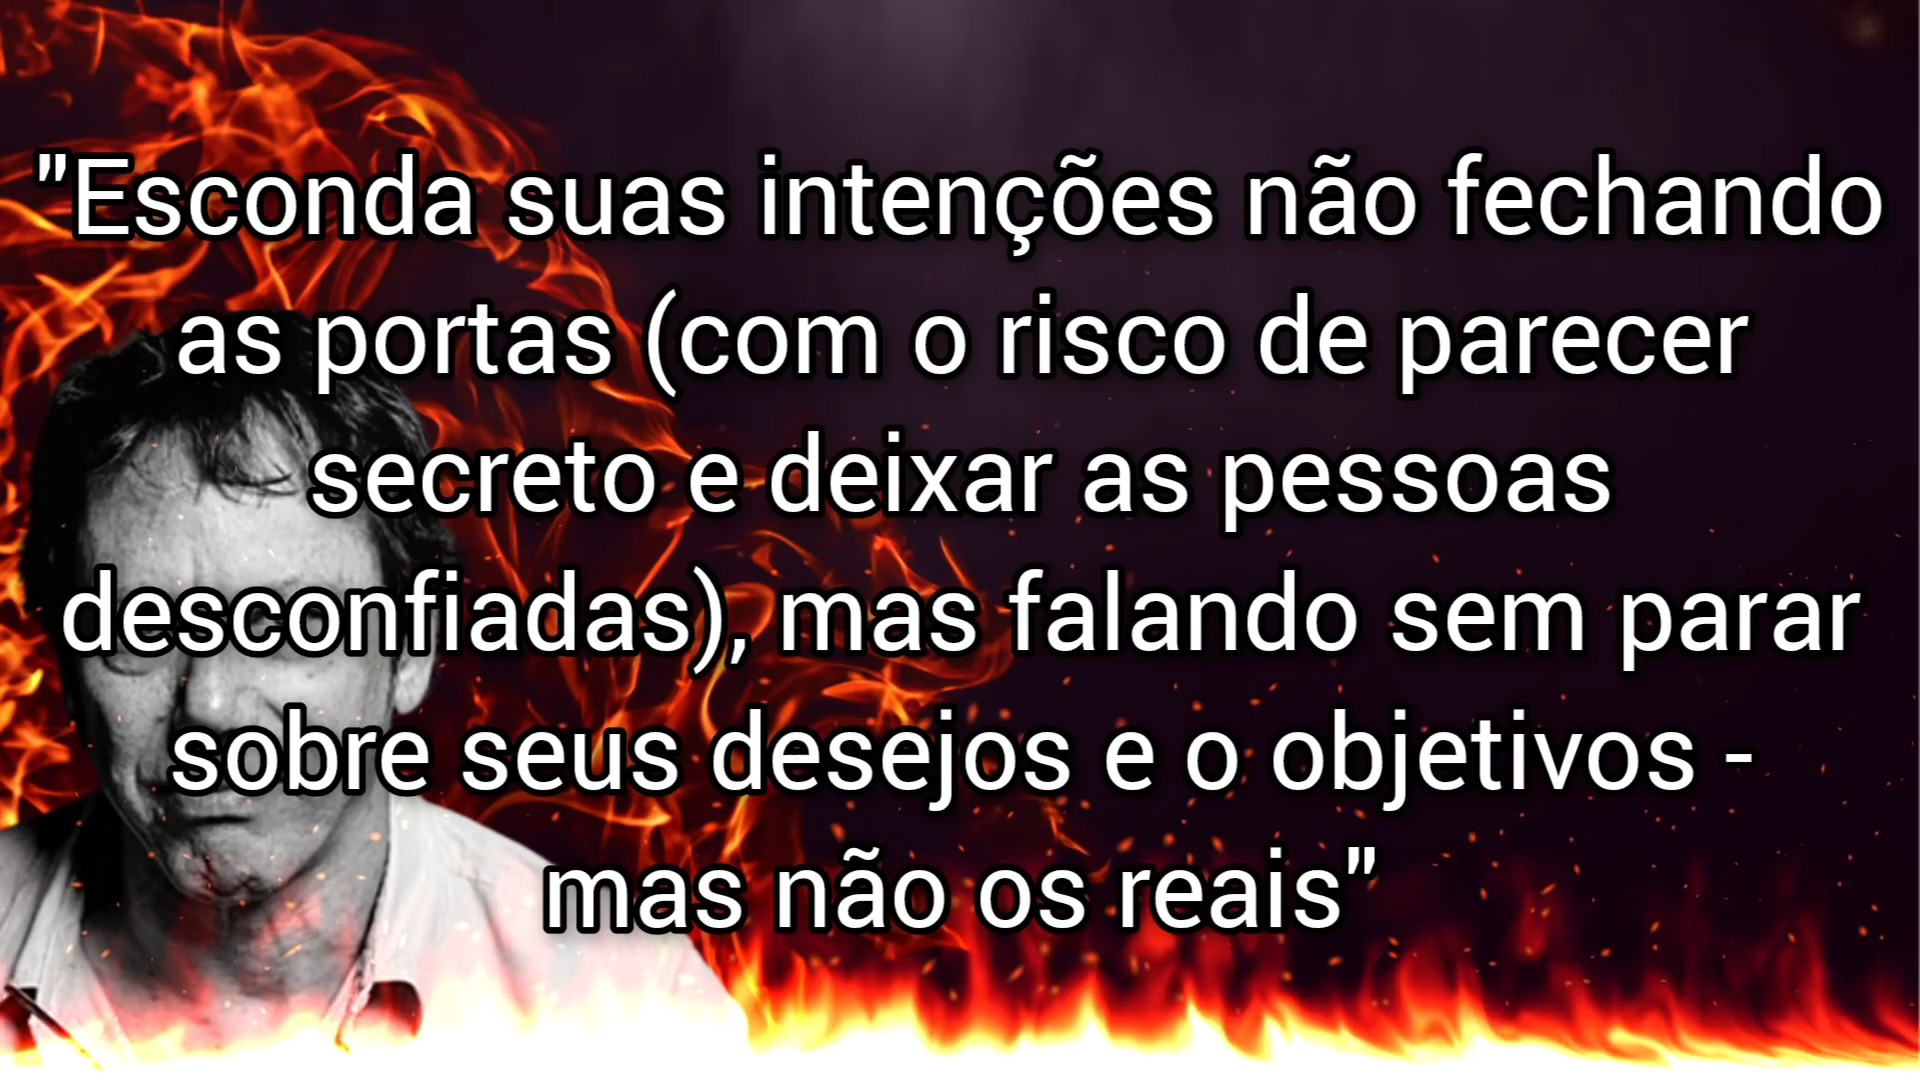 "Esconda suas intenções não fechando
as portas (com o risco de parecer
secreto e deixar as pessoas
desconfiadas), mas falando sem parar
sobre seus desejos e o objetivos -
mas não os reais"